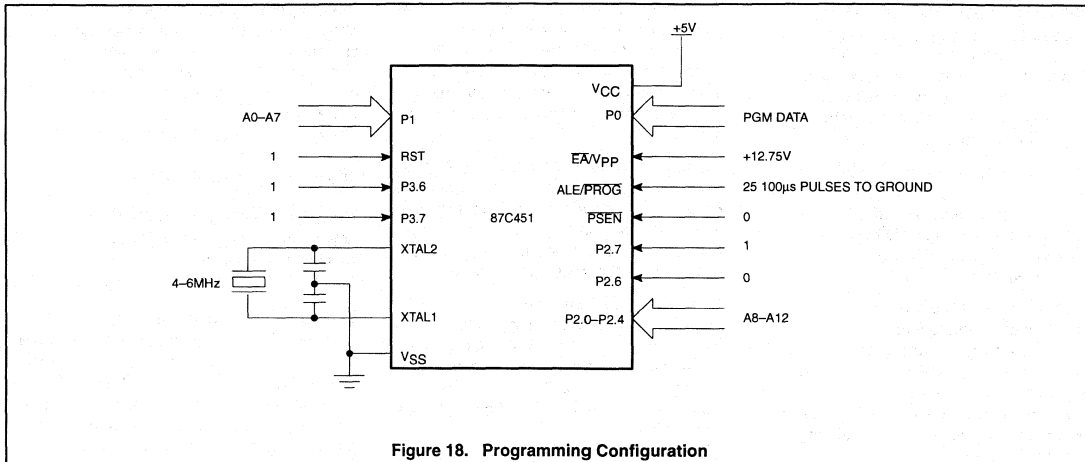 +5V
VCC
A0–A7
P1
P0
PGM DATA
1
RST
EA/VPP
+12.75V
1
P3.6
ALE/PROG
25 100µs PULSES TO GROUND
1
P3.7
87C451
PSEN
0
XTAL2
P2.7
1
4–6MHz
P2.6
0
XTAL1
P2.0–P2.4
A8–A12
VSS
Figure 18. Programming Configuration